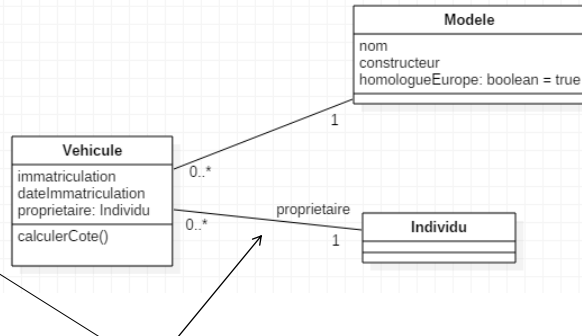 Modele
nom
constructeur
homologueEurope: boolean = true
1
Vehicule
immatriculation
dateImmatriculation
proprietaire: Individu
calculerCote()
0..*
0..*
proprietaire
1
Individu